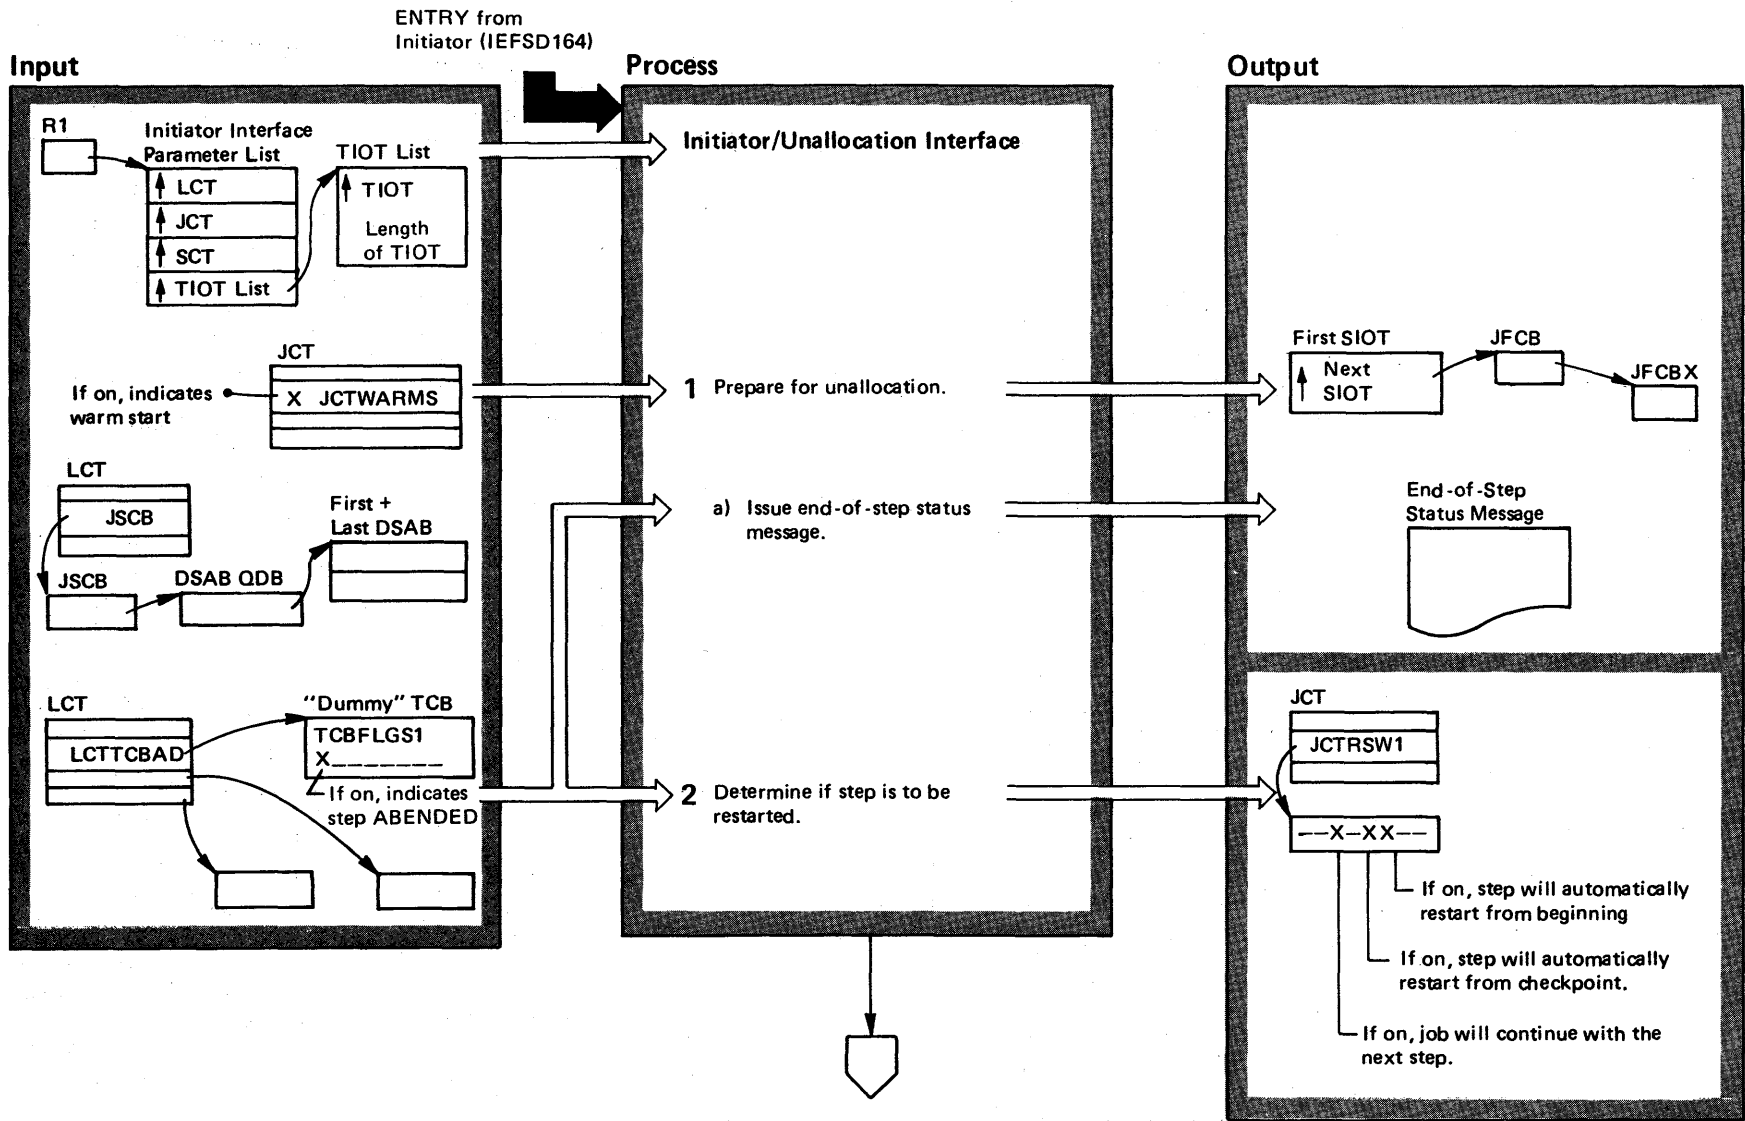 ENTRY from
Initiator (IEFSD164)
Input
Process
Output
R1
Initiator Interface
Parameter List
LCT
JCT
SCT
TIOT List
TIOT List
TIOT
Length
of TIOT
Initiator/Unallocation Interface
JCT
If on, indicates
warm start
X JCTWARMS
1 Prepare for unallocation.
First SIOT
Next
SIOT
JFCB
JFCBX
LCT
JSCB
JSCB
DSAB QDB
First +
Last DSAB
a) Issue end-of-step status
message.
End-of-Step
Status Message
LCT
LCTTCBAD
"Dummy" TCB
TCBFLGS1
X_______
If on, indicates
step ABENDED
2 Determine if step is to be
restarted.
JCT
JCTRSW1
——X–XX——
If on, step will automatically
restart from beginning
If on, step will automatically
restart from checkpoint.
If on, job will continue with the
next step.